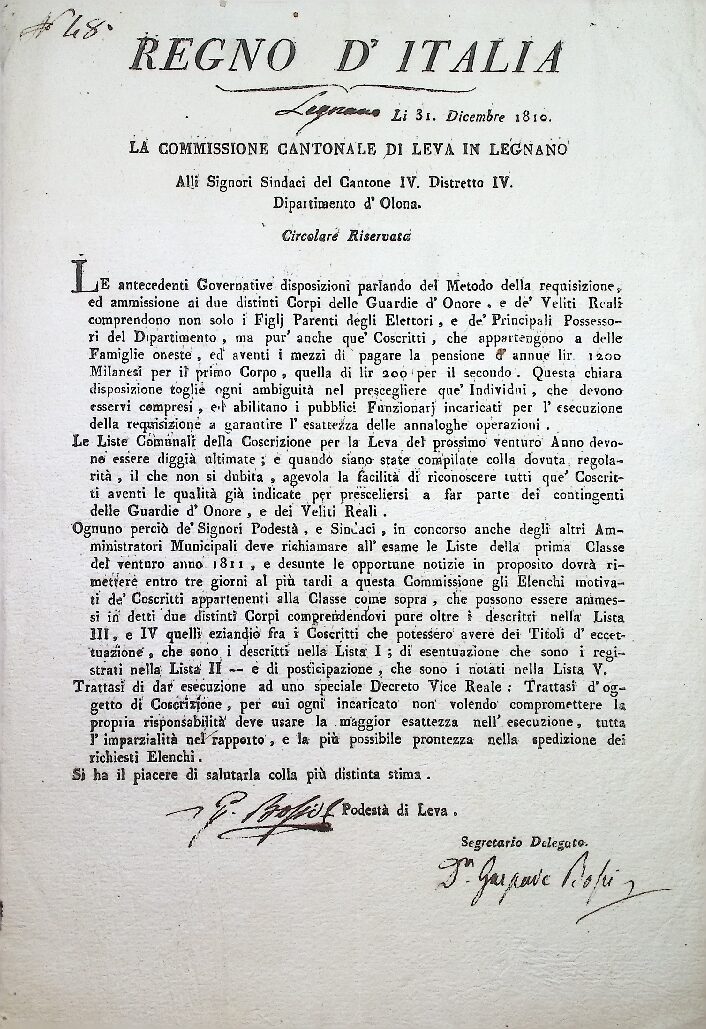 N° 48.
REGNO D' ITALIA
Legnano Li 31. Dicembre 1810.
LA COMMISSIONE CANTONALE DI LEVA IN LEGNANO
Alli Signori Sindaci del Cantone IV. Distretto IV.
Dipartimento d' Olona.
Circolare Riservata
LE antecedenti Governative disposizioni parlando del Metodo della requisizione,
ed ammissione ai due distinti Corpi delle Guardie d' Onore, e de' Veliti Reali
comprendono non solo i Figlj Parenti degli Elettori, e de' Principali Possesso-
ri del Dipartimento, ma pur' anche que' Coscritti, che appartengono a delle
Famiglie oneste, ed aventi i mezzi di pagare la pensione d' annue lir. 1200
Milanesi per il primo Corpo, quella di lir 200 per il secondo. Questa chiara
disposizione toglie ogni ambiguità nel prescegliere que' Individui, che devono
esservi compresi, ed abilitano i pubblici Funzionarj incaricati per l' esecuzione
della requisizione a garantire l' esattezza delle annaloghe operazioni.
Le Liste Comunali della Coscrizione per la Leva del prossimo venturo Anno devo-
no essere diggià ultimate; e quando siano state compilate colla dovuta regola-
rità, il che non si dubita, agevola la facilità di riconoscere tutti que' Coscrit-
ti aventi le qualità già indicate per presceliersi a far parte dei contingenti
delle Guardie d' Onore, e dei Veliti Reali.
Ognuno perciò de' Signori Podestà, e Sindaci, in concorso anche degli altri Am-
ministratori Municipali deve richiamare all' esame le Liste della prima Classe
del venturo anno 1811, e desunte le opportune notizie in proposito dovrà ri-
mettere entro tre giorni al più tardi a questa Commissione gli Elenchi motiva-
ti de' Coscritti appartenenti alla Classe come sopra, che possono essere ammes-
si in detti due distinti Corpi comprendendovi pure oltre i descritti nella Lista
III, e IV quelli eziandio fra i Coscritti che potessero avere dei Titoli d' eccet-
tuazione, che sono i descritti nella Lista I; di esentuazione che sono i regi-
strati nella Lista II — e di posticipazione, che sono i notati nella Lista V.
Trattasi di dar esecuzione ad uno speciale Decreto Vice Reale: Trattasi d' og-
getto di Coscrizione, per cui ogni incaricato non volendo compromettere la
propria risponsabilità deve usare la maggior esattezza nell' esecuzione, tutta
l' imparzialità nel rapporto, e la più possibile prontezza nella spedizione dei
richiesti Elenchi.
Si ha il piacere di salutarla colla più distinta stima.
G. Bossi Podestà di Leva.
Segretario Delegato.
Dn. Gaspare Bossi